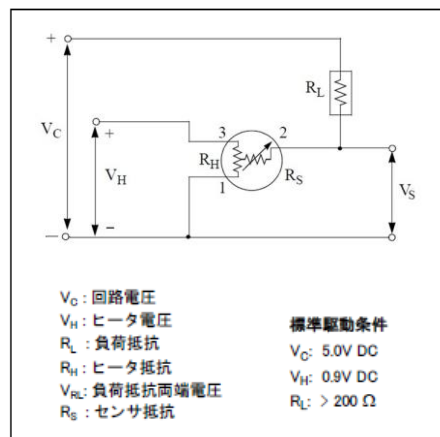 +
R_L
V_C
+
3
2
R_H
V_H
1
R_S
V_S
−
−
V_C : 回路電圧
V_H : ヒータ電圧
R_L : 負荷抵抗
R_H : ヒータ抵抗
V_RL : 負荷抵抗両端電圧
R_S : センサ抵抗
標準駆動条件
V_C: 5.0V DC
V_H: 0.9V DC
R_L: > 200 Ω